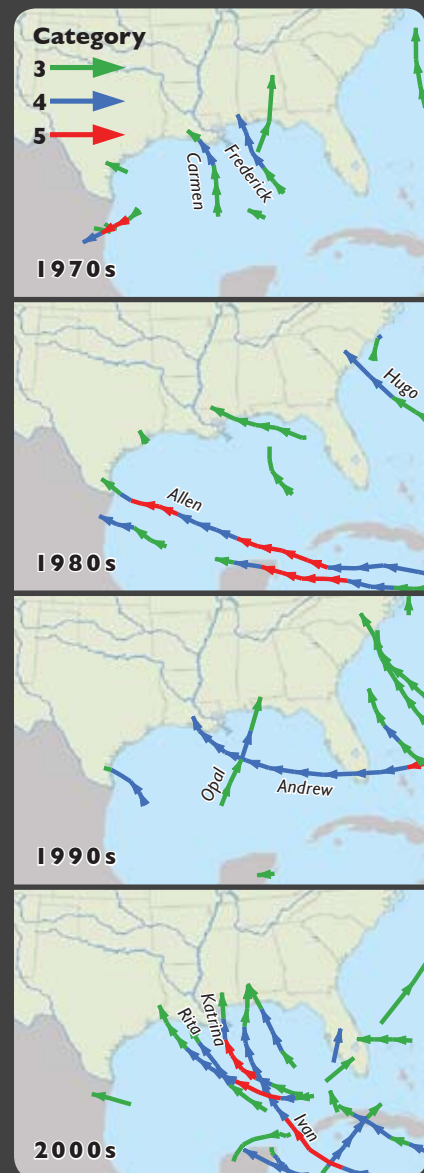 Category
3
4
5
Carmen
Frederick
1970s
Hugo
Allen
1980s
Opal
Andrew
1990s
Rita
Katrina
Ivan
2000s